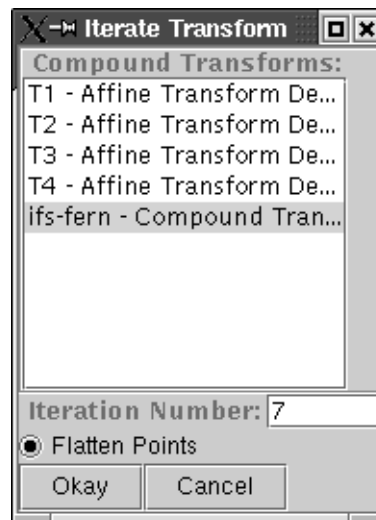 Iterate Transform
Compound Transforms:
T1 - Affine Transform De...
T2 - Affine Transform De...
T3 - Affine Transform De...
T4 - Affine Transform De...
ifs-fern - Compound Tran...
Iteration Number: 7
Flatten Points
Okay Cancel